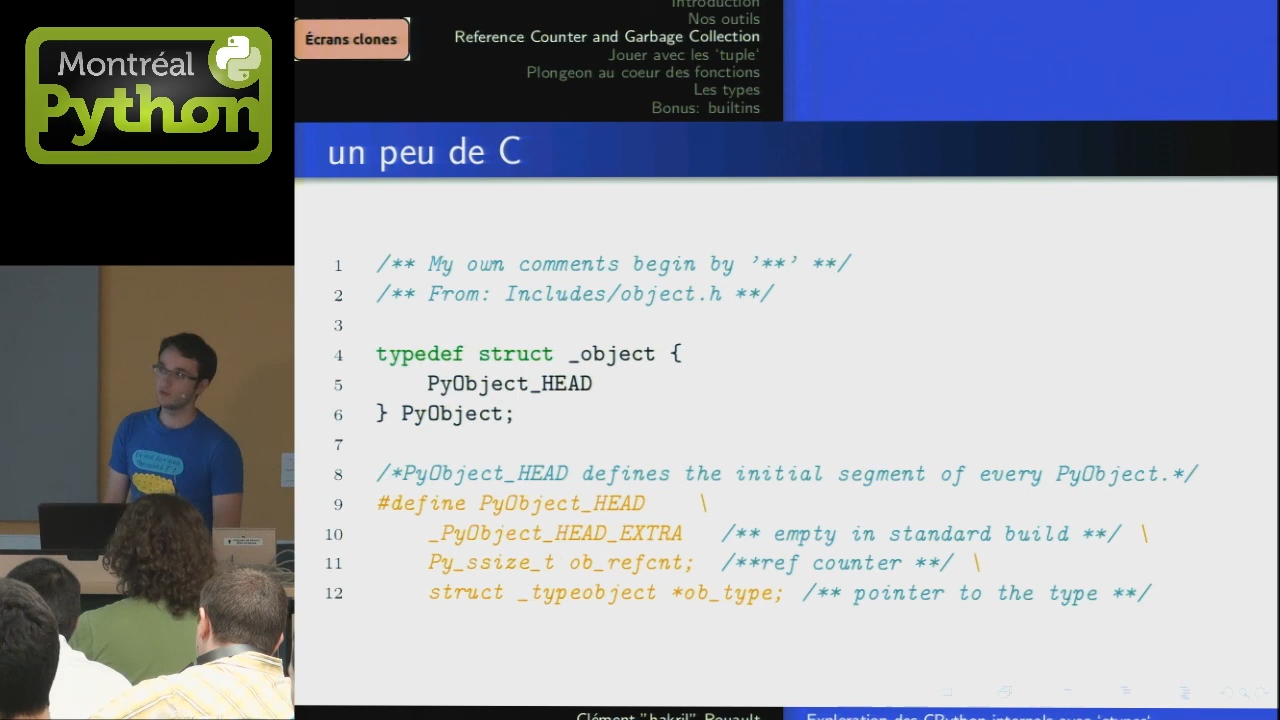 Montréal
Python
Écrans clones
Introduction
Nos outils
Reference Counter and Garbage Collection
Jouer avec les 'tuple'
Plongeon au coeur des fonctions
Les types
Bonus: builtins
un peu de C
1 /** My own comments begin by '**' **/
2 /** From: Includes/object.h **/
3
4 typedef struct _object {
5 PyObject_HEAD
6 } PyObject;
7
8 /*PyObject_HEAD defines the initial segment of every PyObject.*/
9 #define PyObject_HEAD \
10 _PyObject_HEAD_EXTRA /** empty in standard build **/ \
11 Py_ssize_t ob_refcnt; /**ref counter **/ \
12 struct _typeobject *ob_type; /** pointer to the type **/
Clément "hakril" Rouault
Exploration des CPython internals avec 'ctypes'